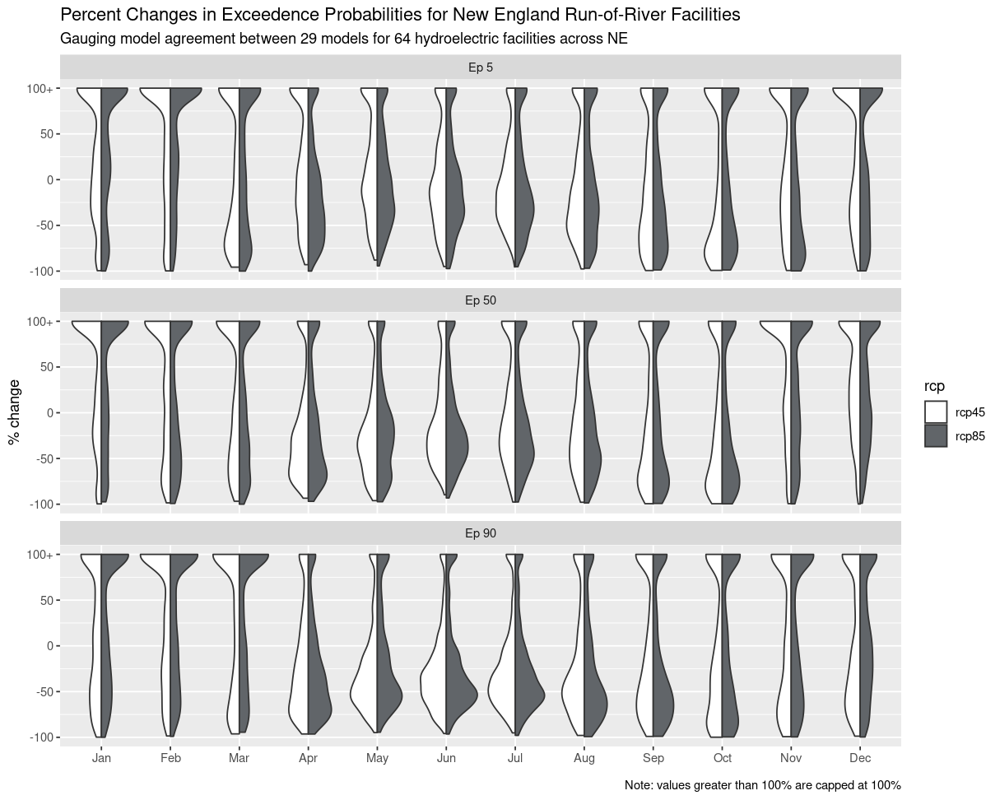 Percent Changes in Exceedence Probabilities for New England Run-of-River Facilities
Gauging model agreement between 29 models for 64 hydroelectric facilities across NE
Ep 5
100+
50
0
-50
-100
Ep 50
100+
50
0
-50
-100
% change
rcp
rcp45
rcp85
Ep 90
100+
50
0
-50
-100
Jan Feb Mar Apr May Jun Jul Aug Sep Oct Nov Dec
Note: values greater than 100% are capped at 100%